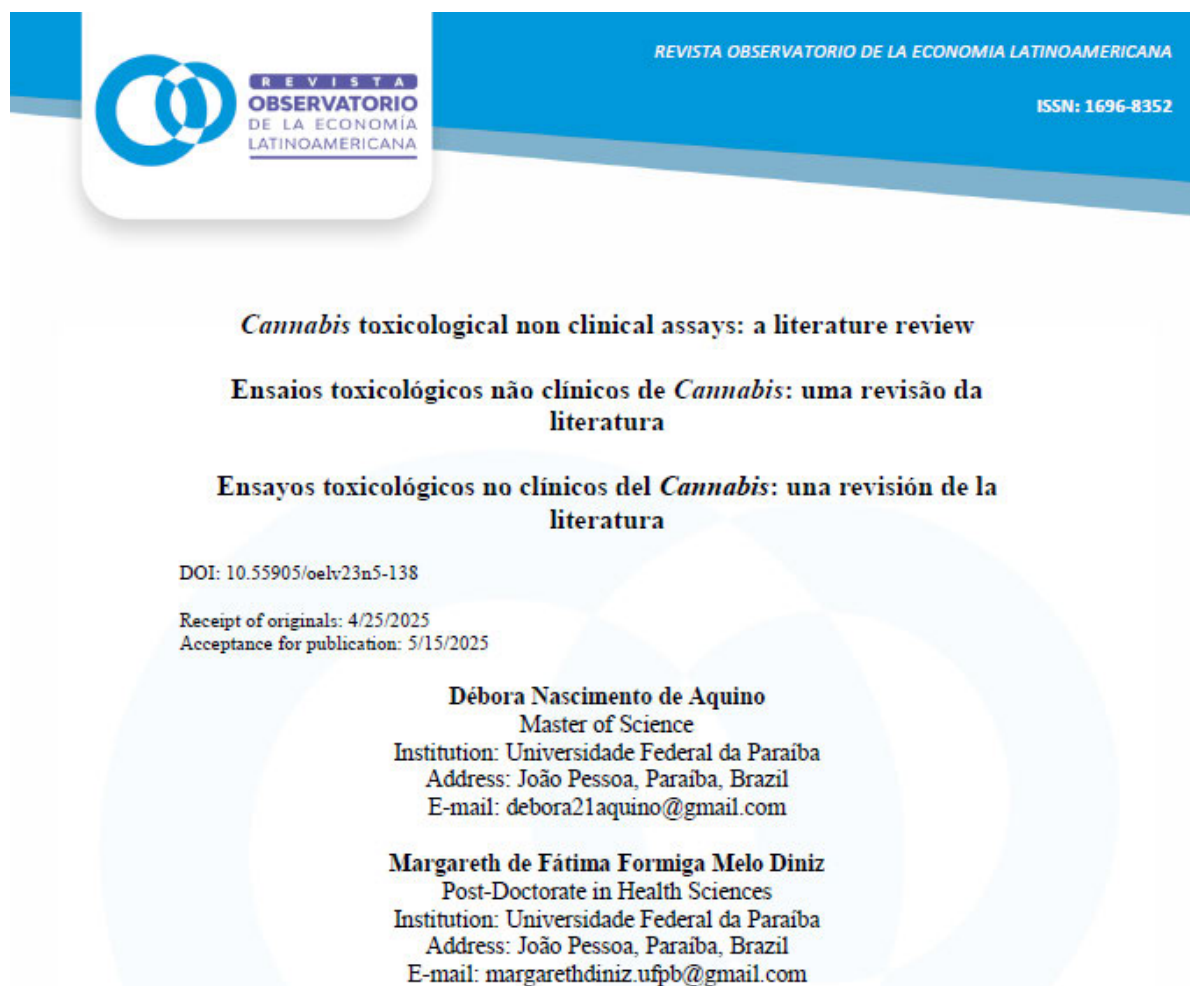 REVISTA OBSERVATORIO DE LA ECONOMIA LATINOAMERICANA
ISSN: 1696-8352
REVISTA
OBSERVATORIO
DE LA ECONOMÍA
LATINOAMERICANA
Cannabis toxicological non clinical assays: a literature review
Ensaios toxicológicos não clínicos de Cannabis: uma revisão da
literatura
Ensayos toxicológicos no clínicos del Cannabis: una revisión de la
literatura
DOI: 10.55905/oelv23n5-138
Receipt of originals: 4/25/2025
Acceptance for publication: 5/15/2025
Débora Nascimento de Aquino
Master of Science
Institution: Universidade Federal da Paraíba
Address: João Pessoa, Paraíba, Brazil
E-mail: debora21aquino@gmail.com
Margareth de Fátima Formiga Melo Diniz
Post-Doctorate in Health Sciences
Institution: Universidade Federal da Paraíba
Address: João Pessoa, Paraíba, Brazil
E-mail: margarethdiniz.ufpb@gmail.com